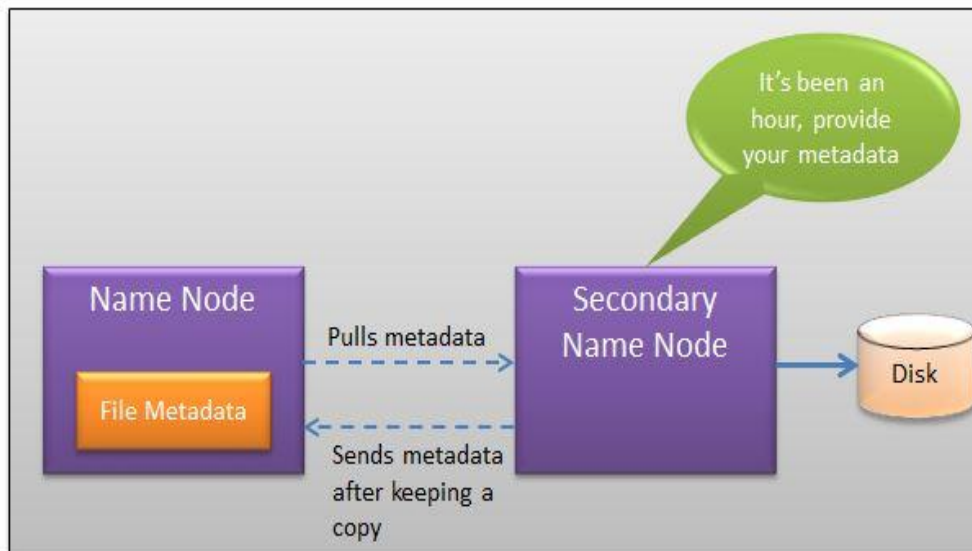 It's been an
hour, provide
your metadata
Name Node
File Metadata
Pulls metadata
Sends metadata
after keeping a
copy
Secondary
Name Node
Disk